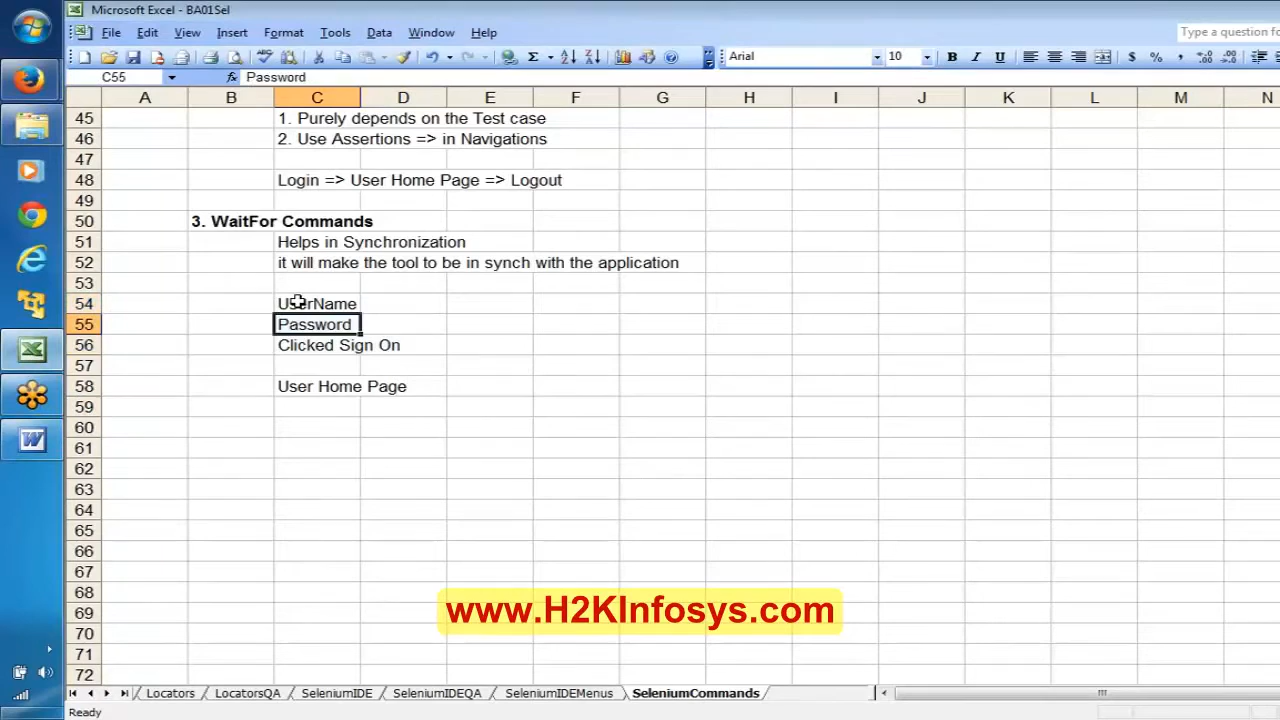 Microsoft Excel - BA01Sel
File Edit View Insert Format Tools Data Window Help
Type a question fo
Arial 10 B I U $ %
C55 fx Password
A B C D E F G H I J K L M N
45 1. Purely depends on the Test case
46 2. Use Assertions => in Navigations
47
48 Login => User Home Page => Logout
49
50 3. WaitFor Commands
51 Helps in Synchronization
52 it will make the tool to be in synch with the application
53
54 UserName
55 Password
56 Clicked Sign On
57
58 User Home Page
59
60
61
62
63
64
65
66
67
68
69
www.H2KInfosys.com
70
71
72
Locators LocatorsQA SeleniumIDE SeleniumIDEQA SeleniumIDEMenus SeleniumCommands
Ready